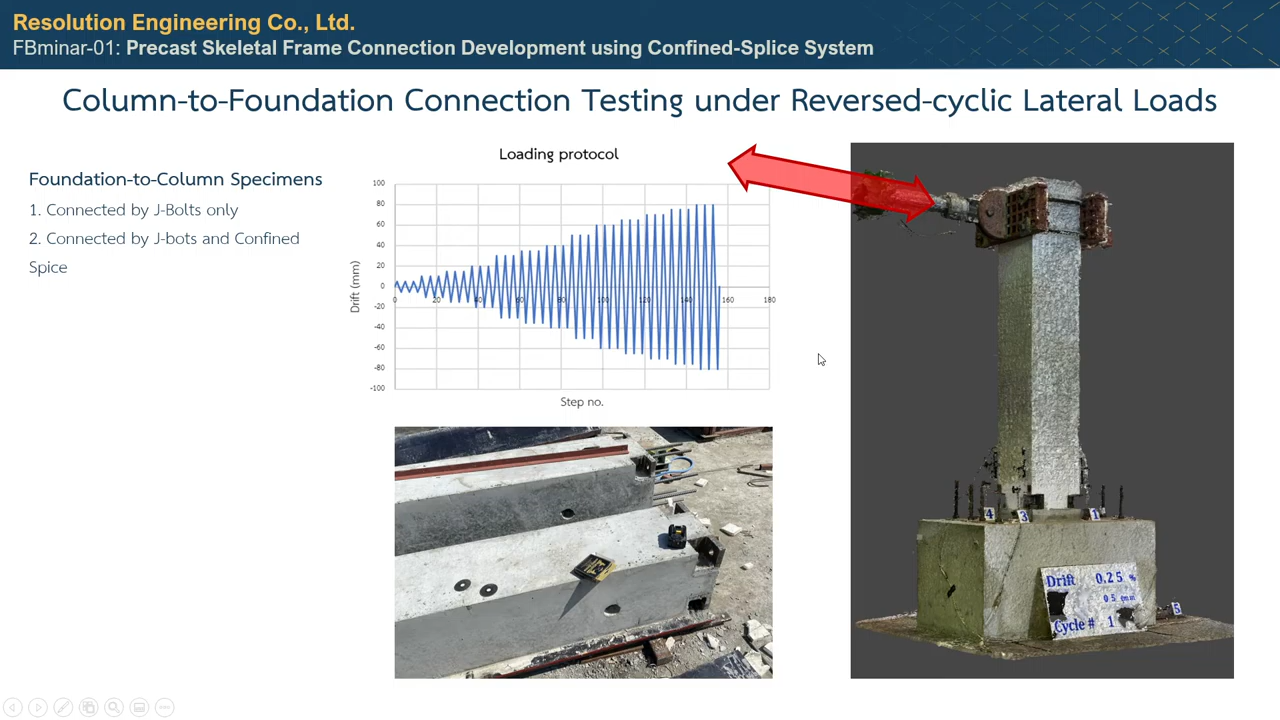 Resolution Engineering Co., Ltd.
FBminar-01: Precast Skeletal Frame Connection Development using Confined-Splice System
Column-to-Foundation Connection Testing under Reversed-cyclic Lateral Loads
Foundation-to-Column Specimens
1. Connected by J-Bolts only
2. Connected by J-bots and Confined
Spice
Loading protocol
Drift (mm)
100
80
60
40
20
0
-20
-40
-60
-80
-100
0 20 40 60 80 100 120 140 160 180
Step no.
4 3 1
Drift 0.25 %
Cycle # 1
5